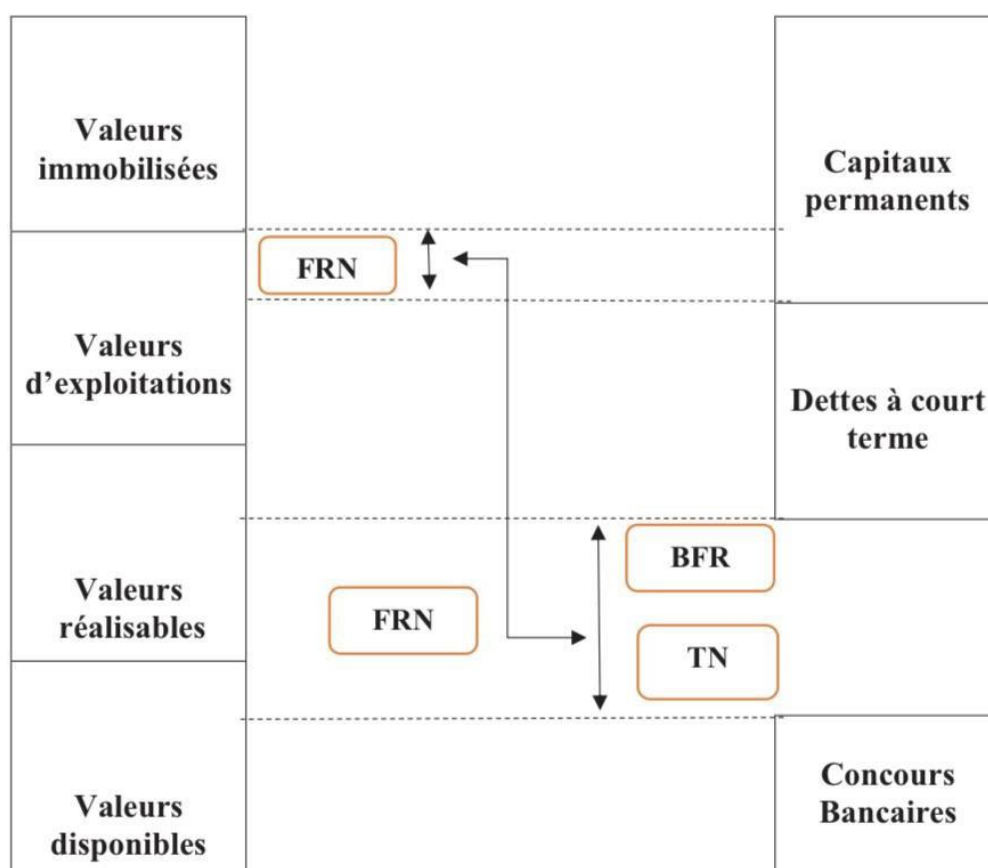 Valeurs
immobilisées
Capitaux
permanents
FRN
Valeurs
d’exploitations
Dettes à court
terme
BFR
Valeurs
réalisables
FRN
TN
Concours
Bancaires
Valeurs
disponibles